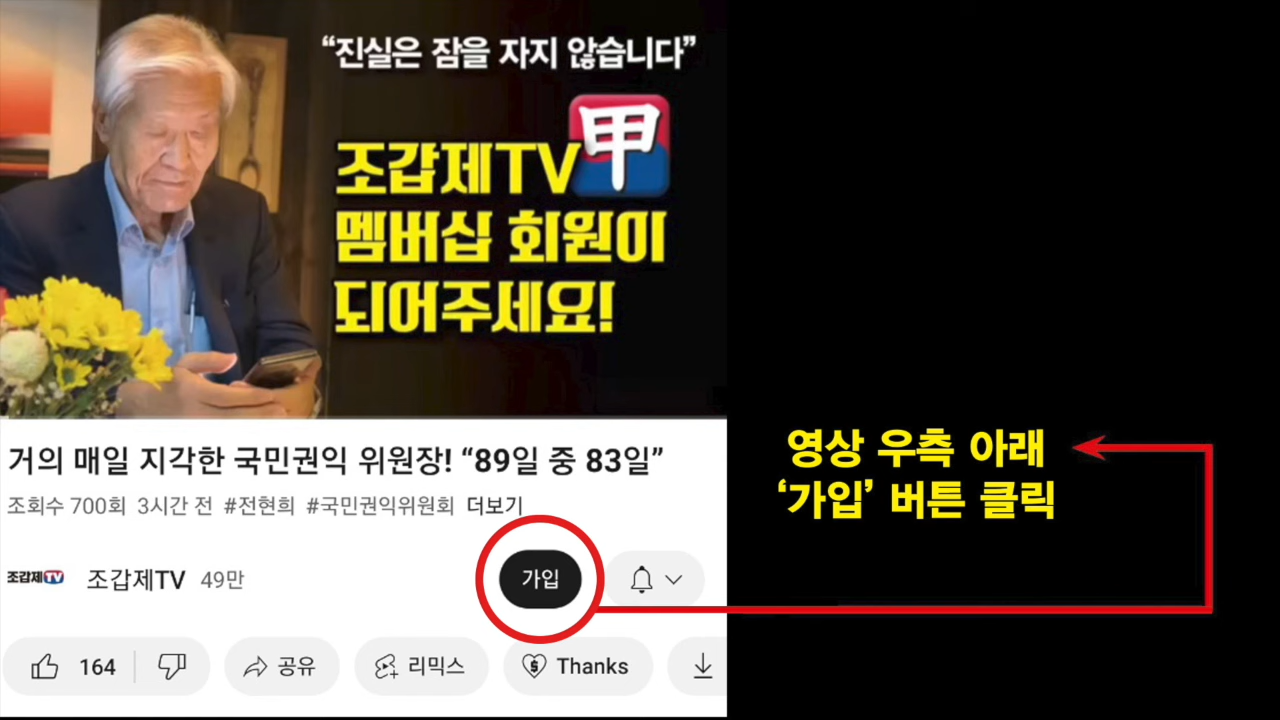 “진실은 잠을 자지 않습니다”
조갑제TV 甲
멤버십 회원이
되어주세요!
거의 매일 지각한 국민권익 위원장! “89일 중 83일”
조회수 700회 3시간 전 #전현희 #국민권익위원회 더보기
조갑제TV 조갑제TV 49만 가입
164 공유 리믹스 $ Thanks
영상 우측 아래
‘가입’ 버튼 클릭